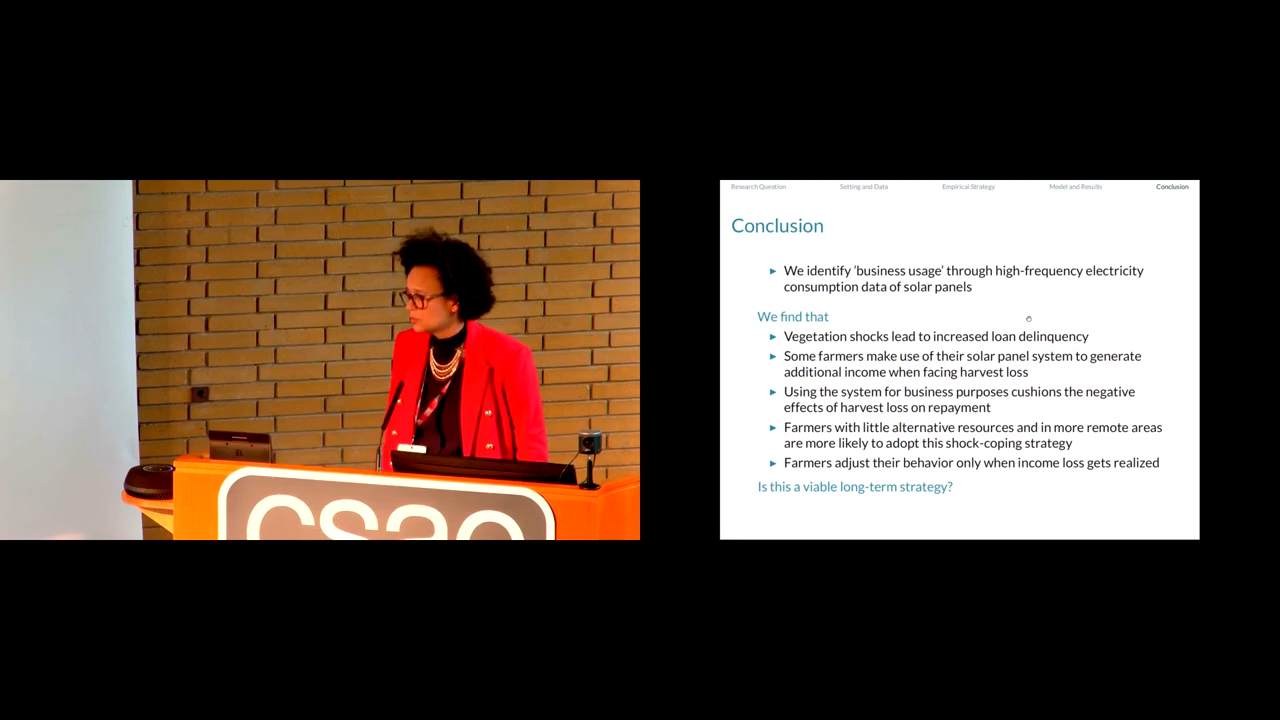 csae
Research Question
Setting and Data
Empirical Strategy
Model and Results
Conclusion
Conclusion
► We identify 'business usage' through high-frequency electricity
consumption data of solar panels
We find that
► Vegetation shocks lead to increased loan delinquency
► Some farmers make use of their solar panel system to generate
additional income when facing harvest loss
► Using the system for business purposes cushions the negative
effects of harvest loss on repayment
► Farmers with little alternative resources and in more remote areas
are more likely to adopt this shock-coping strategy
► Farmers adjust their behavior only when income loss gets realized
Is this a viable long-term strategy?